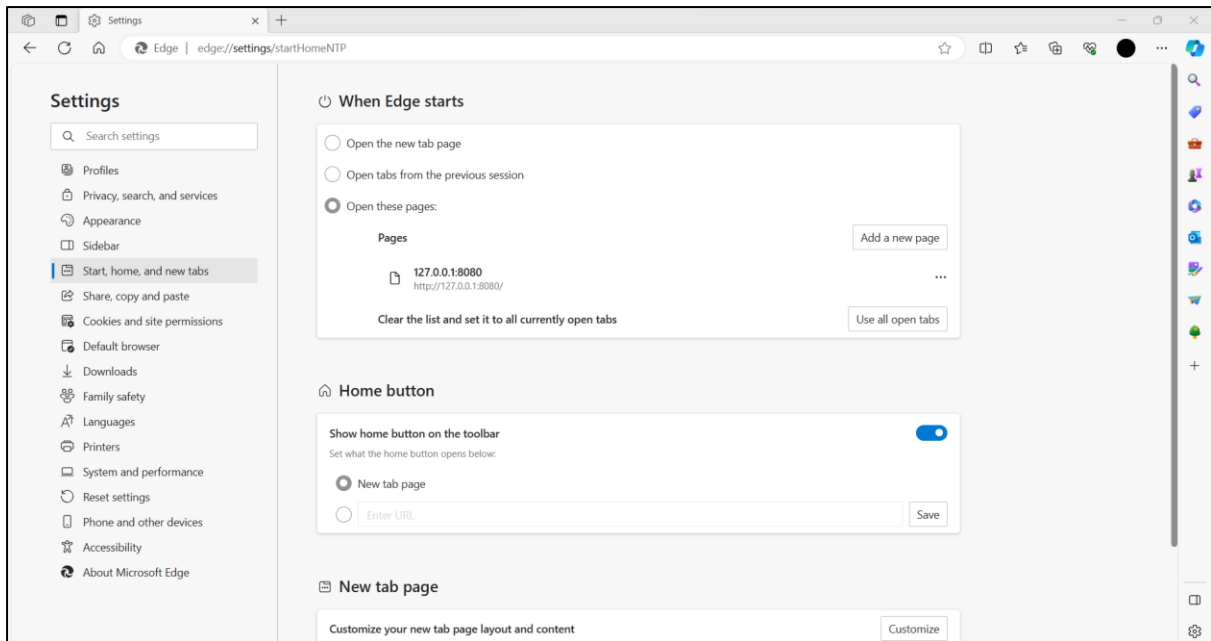 Settings
Edge | edge://settings/startHomeNTP
Settings
Search settings
Profiles
Privacy, search, and services
Appearance
Sidebar
Start, home, and new tabs
Share, copy and paste
Cookies and site permissions
Default browser
Downloads
Family safety
Languages
Printers
System and performance
Reset settings
Phone and other devices
Accessibility
About Microsoft Edge
When Edge starts
Open the new tab page
Open tabs from the previous session
Open these pages:
Pages
Add a new page
127.0.0.1:8080
http://127.0.0.1:8080/
Clear the list and set it to all currently open tabs
Use all open tabs
Home button
Show home button on the toolbar
Set what the home button opens below:
New tab page
Enter URL
Save
New tab page
Customize your new tab page layout and content
Customize